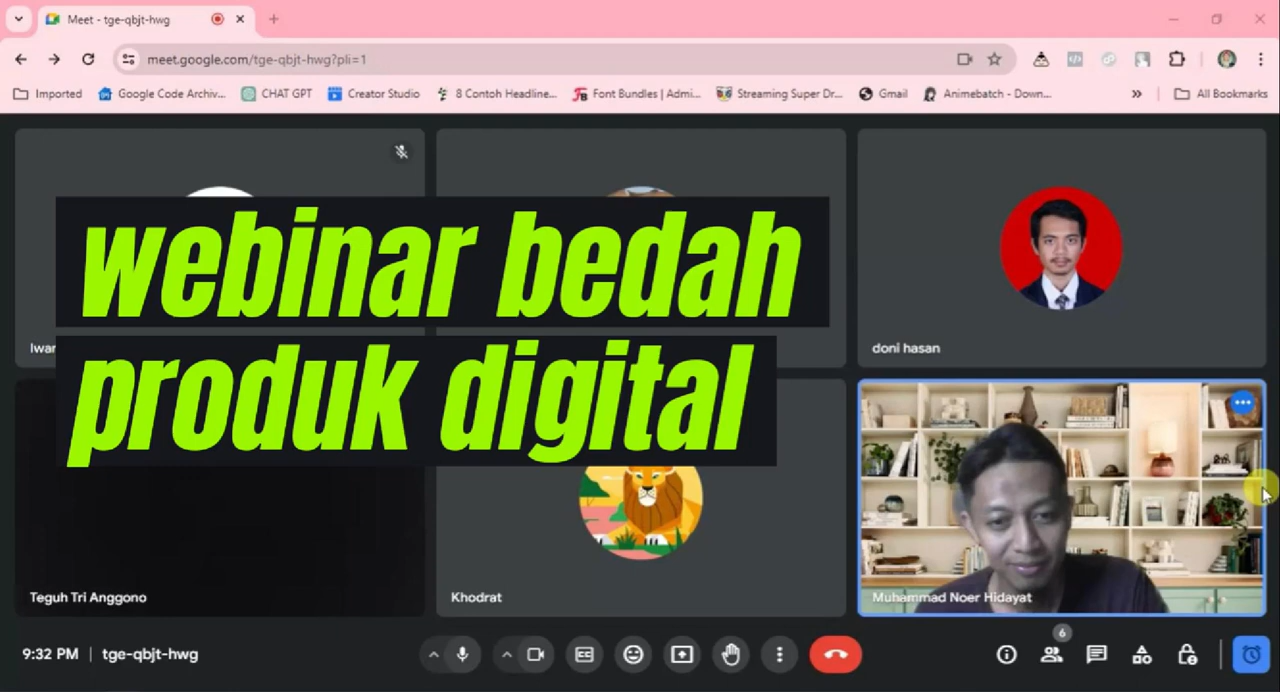 Meet - tge-qbjt-hwg
meet.google.com/tge-qbjt-hwg?pli=1
Imported
Google Code Archiv...
CHAT GPT
Creator Studio
8 Contoh Headline...
Font Bundles | Admi...
Streaming Super Dr...
Gmail
Animebatch - Down...
All Bookmarks
webinar bedah
produk digital
doni hasan
Teguh Tri Anggono
Khodrat
Muhammad Noer Hidayat
9:32 PM | tge-qbjt-hwg
6